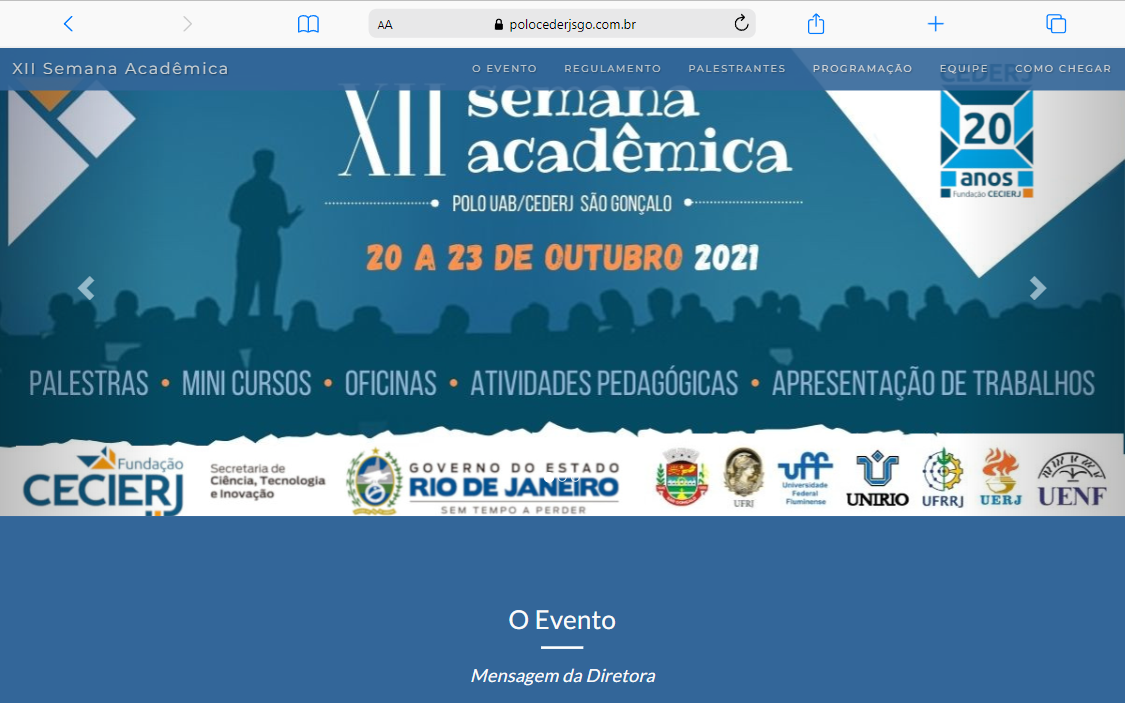 AA polocederjsgo.com.br
XII Semana Acadêmica O EVENTO REGULAMENTO PALESTRANTES PROGRAMAÇÃO EQUIPE COMO CHEGAR
CEDERJ
XII semana
acadêmica
20
anos
Fundação CECIERJ
POLO UAB/CEDERJ SÃO GONÇALO
20 A 23 DE OUTUBRO 2021
PALESTRAS • MINI CURSOS • OFICINAS • ATIVIDADES PEDAGÓGICAS • APRESENTAÇÃO DE TRABALHOS
Fundação
CECIERJ
Secretaria de
Ciência, Tecnologia
e Inovação
GOVERNO DO ESTADO
RIO DE JANEIRO
SEM TEMPO A PERDER
UFRJ
uff
Universidade
Federal
Fluminense
UNIRIO
UFRRJ
UERJ
UENF
O Evento
Mensagem da Diretora